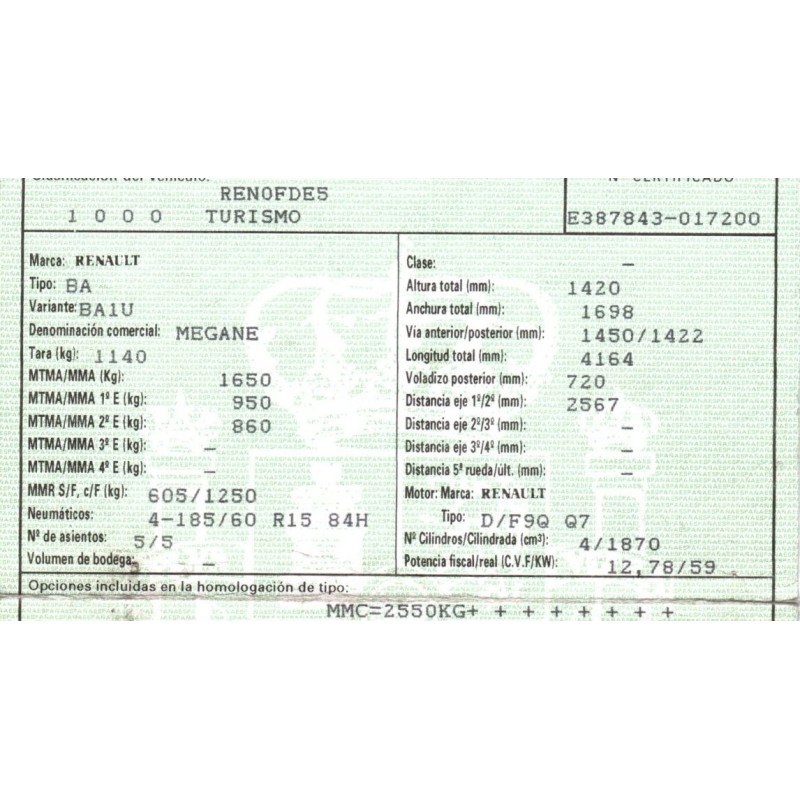 Clasificación del vehículo:
Nº CERTIFICADO
RENOFDE5
1 0 0 0 TURISMO
E387843-017200
Marca: RENAULT
Tipo: BA
Variante: BA1U
Denominación comercial: MEGANE
Tara (kg): 1140
MTMA/MMA (Kg): 1650
MTMA/MMA 1º E (kg): 950
MTMA/MMA 2º E (kg): 860
MTMA/MMA 3º E (kg): –
MTMA/MMA 4º E (kg): –
MMR S/F, c/F (kg): 605/1250
Neumáticos: 4-185/60 R15 84H
Nº de asientos: 5/5
Volumen de bodega: –
Clase: –
Altura total (mm): 1420
Anchura total (mm): 1698
Via anterior/posterior (mm): 1450/1422
Longitud total (mm): 4164
Voladizo posterior (mm): 720
Distancia eje 1º/2º (mm): 2567
Distancia eje 2º/3º (mm): –
Distancia eje 3º/4º (mm): –
Distancia 5ª rueda/últ. (mm): –
Motor: Marca: RENAULT
Tipo: D/F9Q Q7
Nº Cilindros/Cilindrada (cm³): 4/1870
Potencia fiscal/real (C.V.F/KW): 12,78/59
Opciones incluidas en la homologación de tipo:
MMC=2550KG+ + + + + + + +